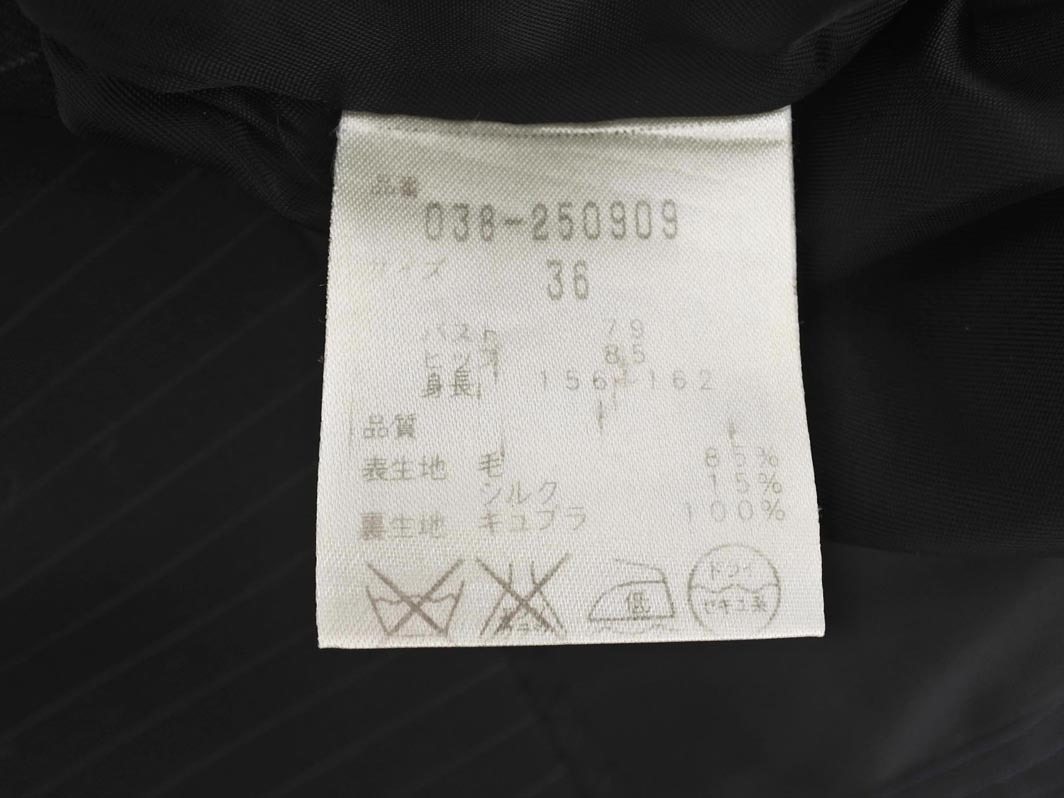 品番
038-250909
サイズ 36
バスト 79
ヒップ 85
身長 156-162
品質
表生地 毛 85%
シルク 15%
裏生地 キュプラ 100%
低
ドライ
セキユ系